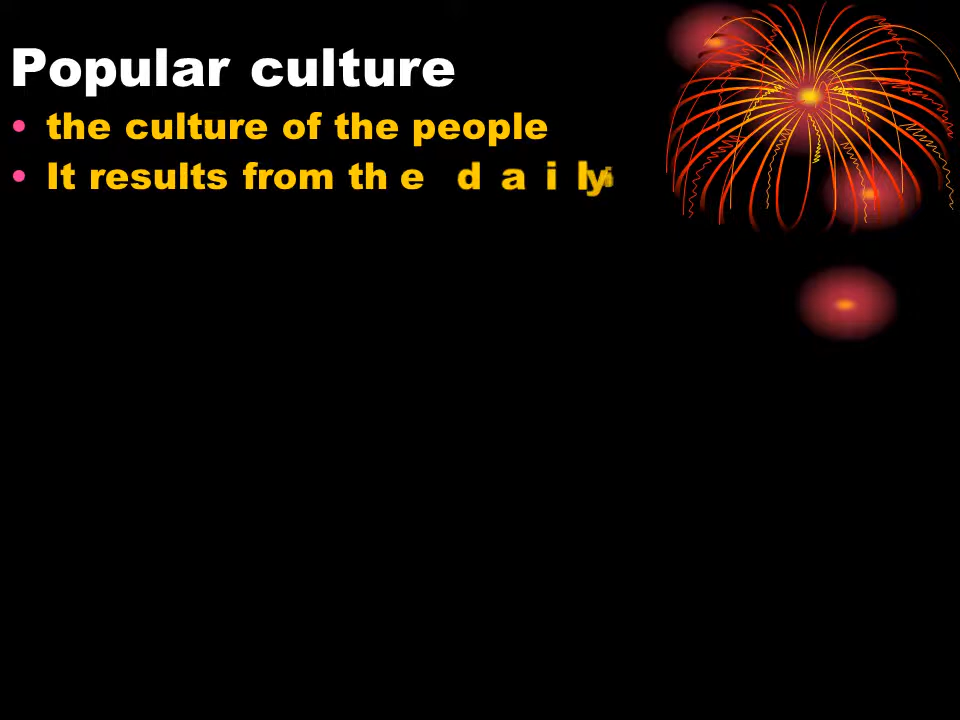 Popular culture
• the culture of the people
• It results from the daily